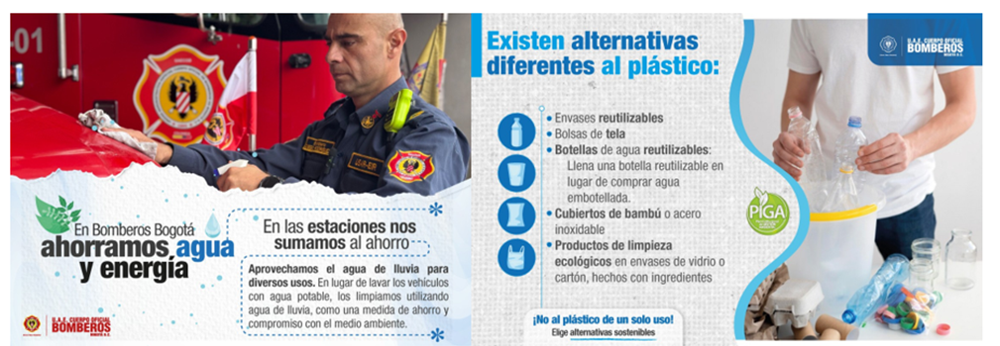 -01
En Bomberos Bogotá
ahorramos agua
y energía
U.A.E. CUERPO OFICIAL
BOMBEROS
BOGOTÁ D.C.
En las estaciones nos
sumamos al ahorro
Aprovechamos el agua de lluvia para
diversos usos. En lugar de lavar los vehículos
con agua potable, los limpiamos utilizando
agua de lluvia, como una medida de ahorro y
compromiso con el medio ambiente.
Existen alternativas
diferentes al plástico:
• Envases reutilizables
• Bolsas de tela
• Botellas de agua reutilizables:
Llena una botella reutilizable en
lugar de comprar agua
embotellada.
• Cubiertos de bambú o acero
inoxidable
• Productos de limpieza
ecológicos en envases de vidrio o
cartón, hechos con ingredientes
¡No al plástico de un solo uso!
Elige alternativas sostenibles
PIGA
U.A.E. CUERPO OFICIAL
BOMBEROS
BOGOTÁ D.C.